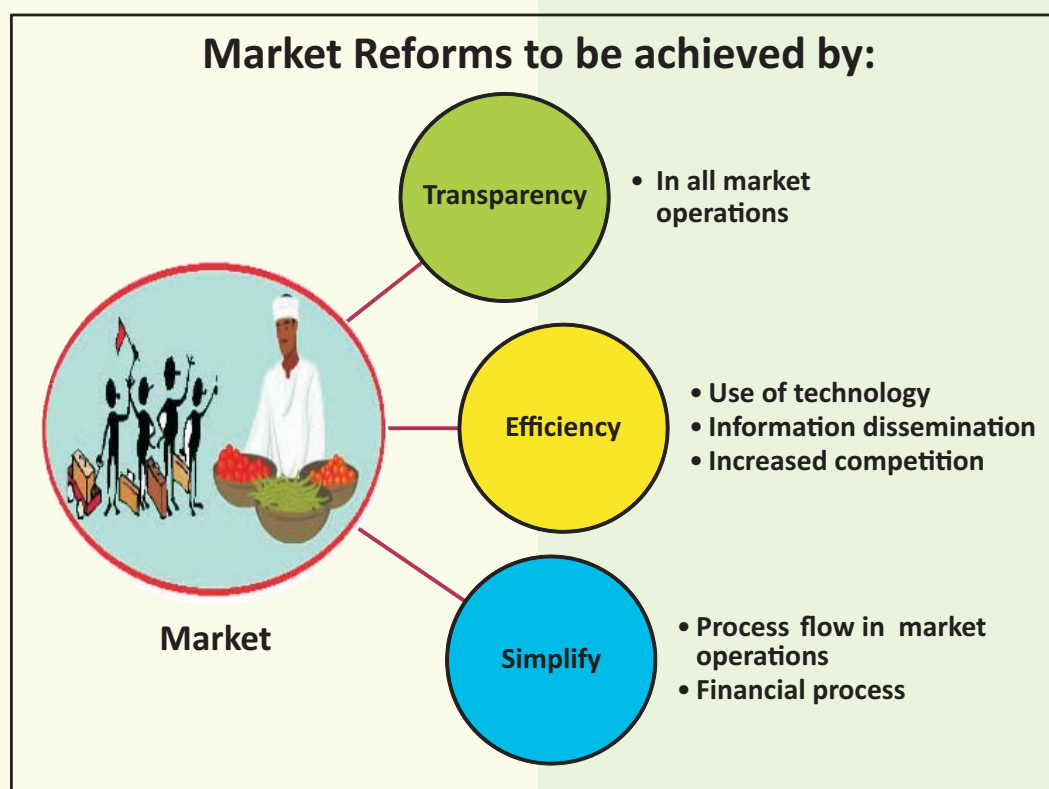 Market Reforms to be achieved by:
Transparency
• In all market
operations
Efficiency
• Use of technology
• Information dissemination
• Increased competition
Market
Simplify
• Process flow in market
operations
• Financial process